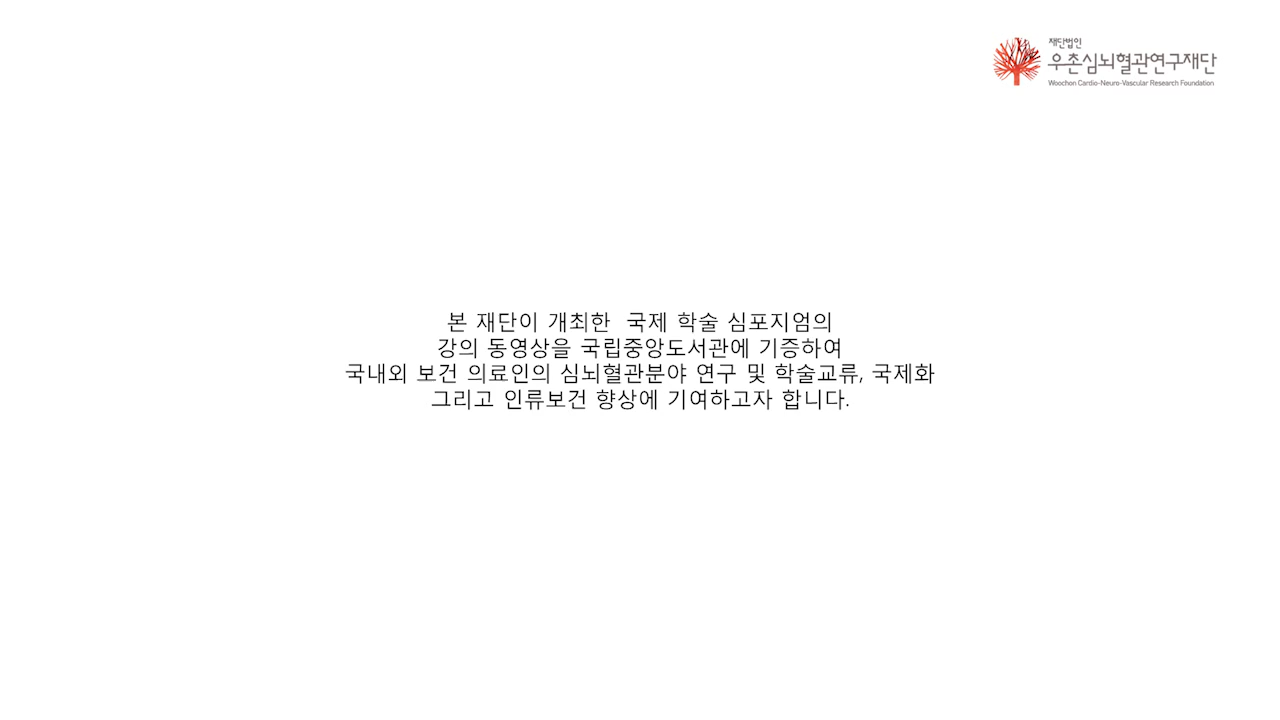 재단법인
우촌심뇌혈관연구재단
Woochon Cardio-Neuro-Vascular Research Foundation
본 재단이 개최한 국제 학술 심포지엄의
강의 동영상을 국립중앙도서관에 기증하여
국내외 보건 의료인의 심뇌혈관분야 연구 및 학술교류, 국제화
그리고 인류보건 향상에 기여하고자 합니다.